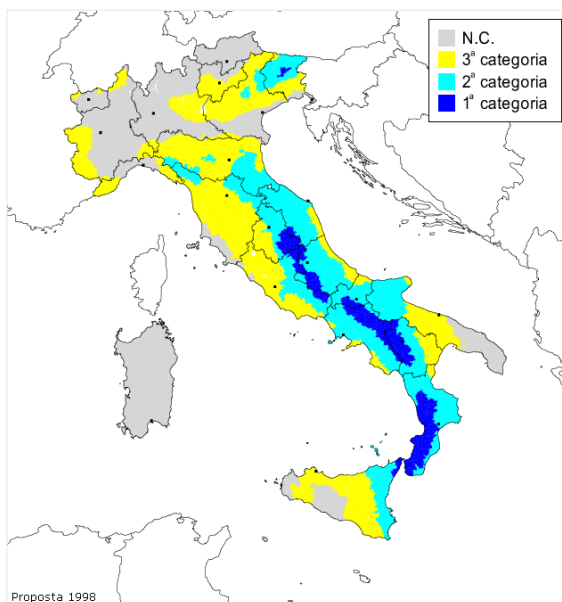 N.C.
3ª categoria
2ª categoria
1ª categoria
Proposta 1998